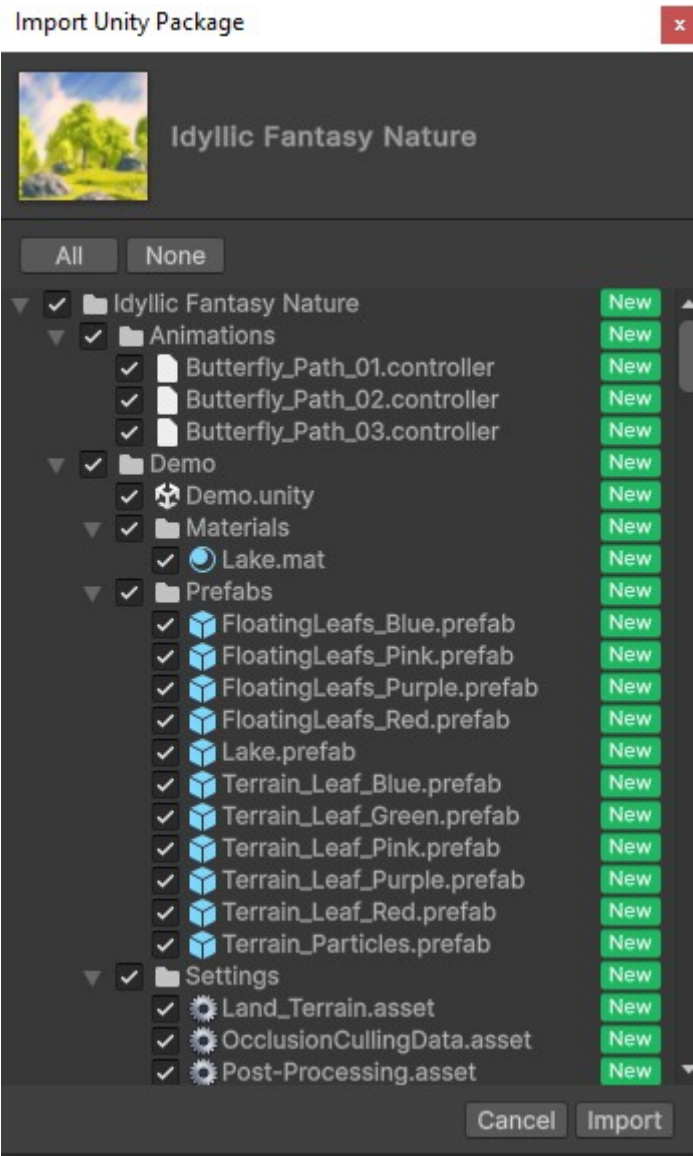 Import Unity Package
x
Idyllic Fantasy Nature
All None
Idyllic Fantasy Nature New
Animations New
Butterfly_Path_01.controller New
Butterfly_Path_02.controller New
Butterfly_Path_03.controller New
Demo New
Demo.unity New
Materials New
Lake.mat New
Prefabs New
FloatingLeafs_Blue.prefab New
FloatingLeafs_Pink.prefab New
FloatingLeafs_Purple.prefab New
FloatingLeafs_Red.prefab New
Lake.prefab New
Terrain_Leaf_Blue.prefab New
Terrain_Leaf_Green.prefab New
Terrain_Leaf_Pink.prefab New
Terrain_Leaf_Purple.prefab New
Terrain_Leaf_Red.prefab New
Terrain_Particles.prefab New
Settings New
Land_Terrain.asset New
OcclusionCullingData.asset New
Post-Processing.asset New
Cancel Import